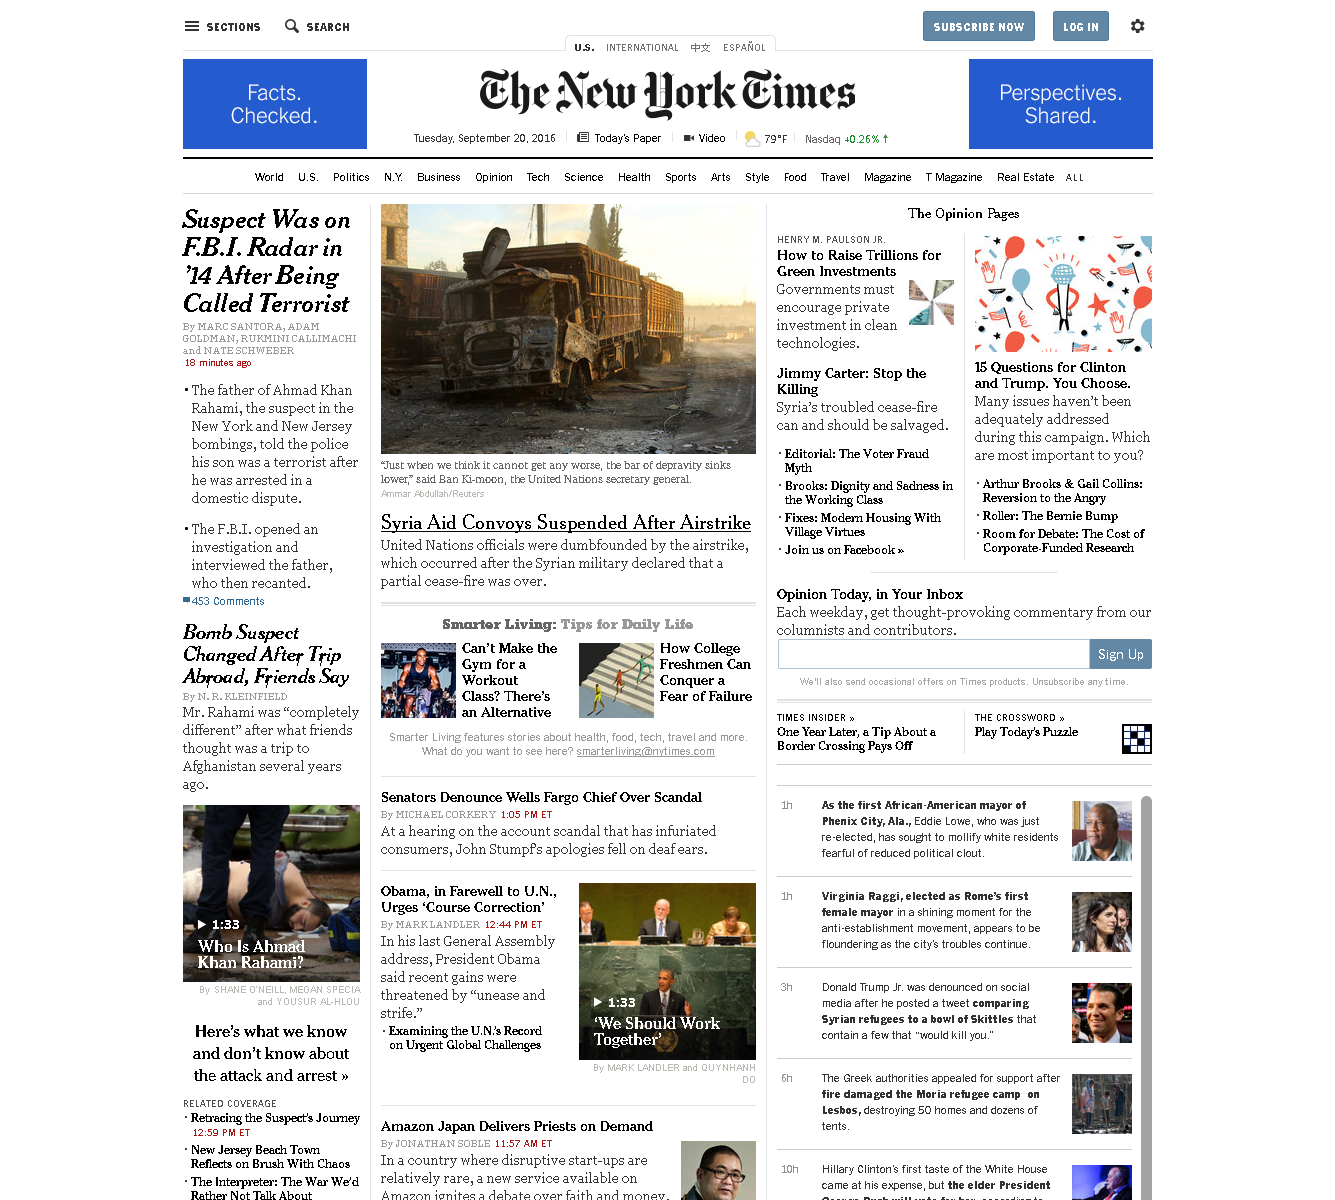 SECTIONS
SEARCH
SUBSCRIBE NOW
LOG IN
U.S.
INTERNATIONAL
中文
ESPAÑOL
Facts.
Checked.
The New York Times
Perspectives.
Shared.
Tuesday, September 20, 2016
Today's Paper
Video
79°F
Nasdaq +0.26% ↑
World
U.S.
Politics
N.Y.
Business
Opinion
Tech
Science
Health
Sports
Arts
Style
Food
Travel
Magazine
T Magazine
Real Estate
ALL
Suspect Was on
F.B.I. Radar in
’14 After Being
Called Terrorist
By MARC SANTORA, ADAM
GOLDMAN, RUKMINI CALLIMACHI
and NATE SCHWEBER
18 minutes ago
• The father of Ahmad Khan
Rahami, the suspect in the
New York and New Jersey
bombings, told the police
his son was a terrorist after
he was arrested in a
domestic dispute.
• The F.B.I. opened an
investigation and
interviewed the father,
who then recanted.
453 Comments
Bomb Suspect
Changed After Trip
Abroad, Friends Say
By N. R. KLEINFIELD
Mr. Rahami was “completely
different” after what friends
thought was a trip to
Afghanistan several years
ago.
1:33
Who Is Ahmad
Khan Rahami?
By SHANE O'NEILL, MEGAN SPECIA
and YOUSUR AL-HLOU
Here’s what we know
and don’t know about
the attack and arrest »
RELATED COVERAGE
· Retracing the Suspect’s Journey
12:59 PM ET
· New Jersey Beach Town
Reflects on Brush With Chaos
· The Interpreter: The War We’d
Rather Not Talk About
“Just when we think it cannot get any worse, the bar of depravity sinks
lower,” said Ban Ki-moon, the United Nations secretary general.
Ammar Abdullah/Reuters
Syria Aid Convoys Suspended After Airstrike
United Nations officials were dumbfounded by the airstrike,
which occurred after the Syrian military declared that a
partial cease-fire was over.
Smarter Living: Tips for Daily Life
Can’t Make the
Gym for a
Workout
Class? There’s
an Alternative
How College
Freshmen Can
Conquer a
Fear of Failure
Smarter Living features stories about health, food, tech, travel and more.
What do you want to see here? smarterliving@nytimes.com
Senators Denounce Wells Fargo Chief Over Scandal
By MICHAEL CORKERY 1:05 PM ET
At a hearing on the account scandal that has infuriated
consumers, John Stumpf’s apologies fell on deaf ears.
Obama, in Farewell to U.N.,
Urges ‘Course Correction’
By MARK LANDLER 12:44 PM ET
In his last General Assembly
address, President Obama
said recent gains were
threatened by “unease and
strife.”
· Examining the U.N.’s Record
on Urgent Global Challenges
1:33
‘We Should Work
Together’
By MARK LANDLER and QUYNHANH
DO
Amazon Japan Delivers Priests on Demand
By JONATHAN SOBLE 11:57 AM ET
In a country where disruptive start-ups are
relatively rare, a new service available on
Amazon ignites a debate over faith and money.
The Opinion Pages
HENRY M. PAULSON JR.
How to Raise Trillions for
Green Investments
Governments must
encourage private
investment in clean
technologies.
Jimmy Carter: Stop the
Killing
Syria’s troubled cease-fire
can and should be salvaged.
· Editorial: The Voter Fraud
Myth
· Brooks: Dignity and Sadness in
the Working Class
· Fixes: Modern Housing With
Village Virtues
· Join us on Facebook »
15 Questions for Clinton
and Trump. You Choose.
Many issues haven’t been
adequately addressed
during this campaign. Which
are most important to you?
· Arthur Brooks & Gail Collins:
Reversion to the Angry
· Roller: The Bernie Bump
· Room for Debate: The Cost of
Corporate-Funded Research
Opinion Today, in Your Inbox
Each weekday, get thought-provoking commentary from our
columnists and contributors.
Sign Up
We'll also send occasional offers on Times products. Unsubscribe any time.
TIMES INSIDER »
One Year Later, a Tip About a
Border Crossing Pays Off
THE CROSSWORD »
Play Today’s Puzzle
1h
As the first African-American mayor of
Phenix City, Ala., Eddie Lowe, who was just
re-elected, has sought to mollify white residents
fearful of reduced political clout.
1h
Virginia Raggi, elected as Rome’s first
female mayor in a shining moment for the
anti-establishment movement, appears to be
floundering as the city’s troubles continue.
3h
Donald Trump Jr. was denounced on social
media after he posted a tweet comparing
Syrian refugees to a bowl of Skittles that
contain a few that “would kill you.”
6h
The Greek authorities appealed for support after
fire damaged the Moria refugee camp on
Lesbos, destroying 50 homes and dozens of
tents.
10h
Hillary Clinton’s first taste of the White House
came at his expense, but the elder President
George Bush will vote for her, according to